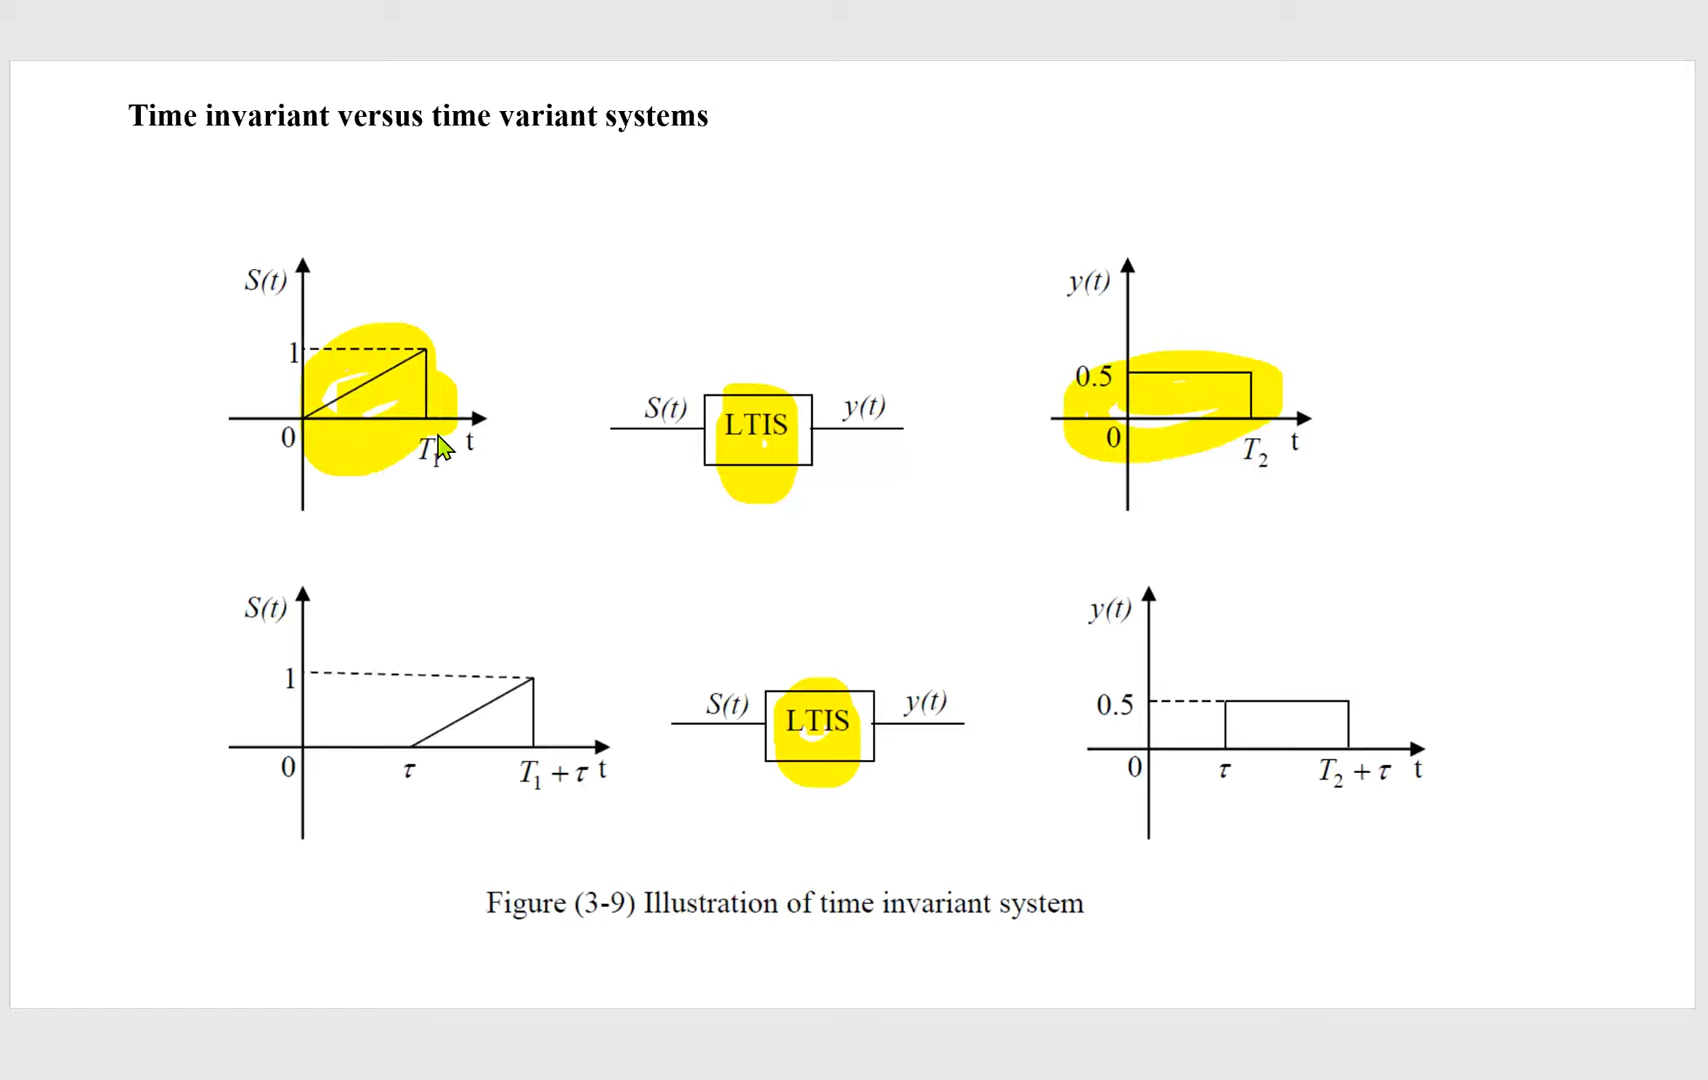 Time invariant versus time variant systems
S(t)
1
0
T₁
t
S(t)
LTIS
y(t)
y(t)
0.5
0
T₂
t
S(t)
1
0
τ
T₁ + τ
t
S(t)
LTIS
y(t)
y(t)
0.5
0
τ
T₂ + τ
t
Figure (3-9) Illustration of time invariant system